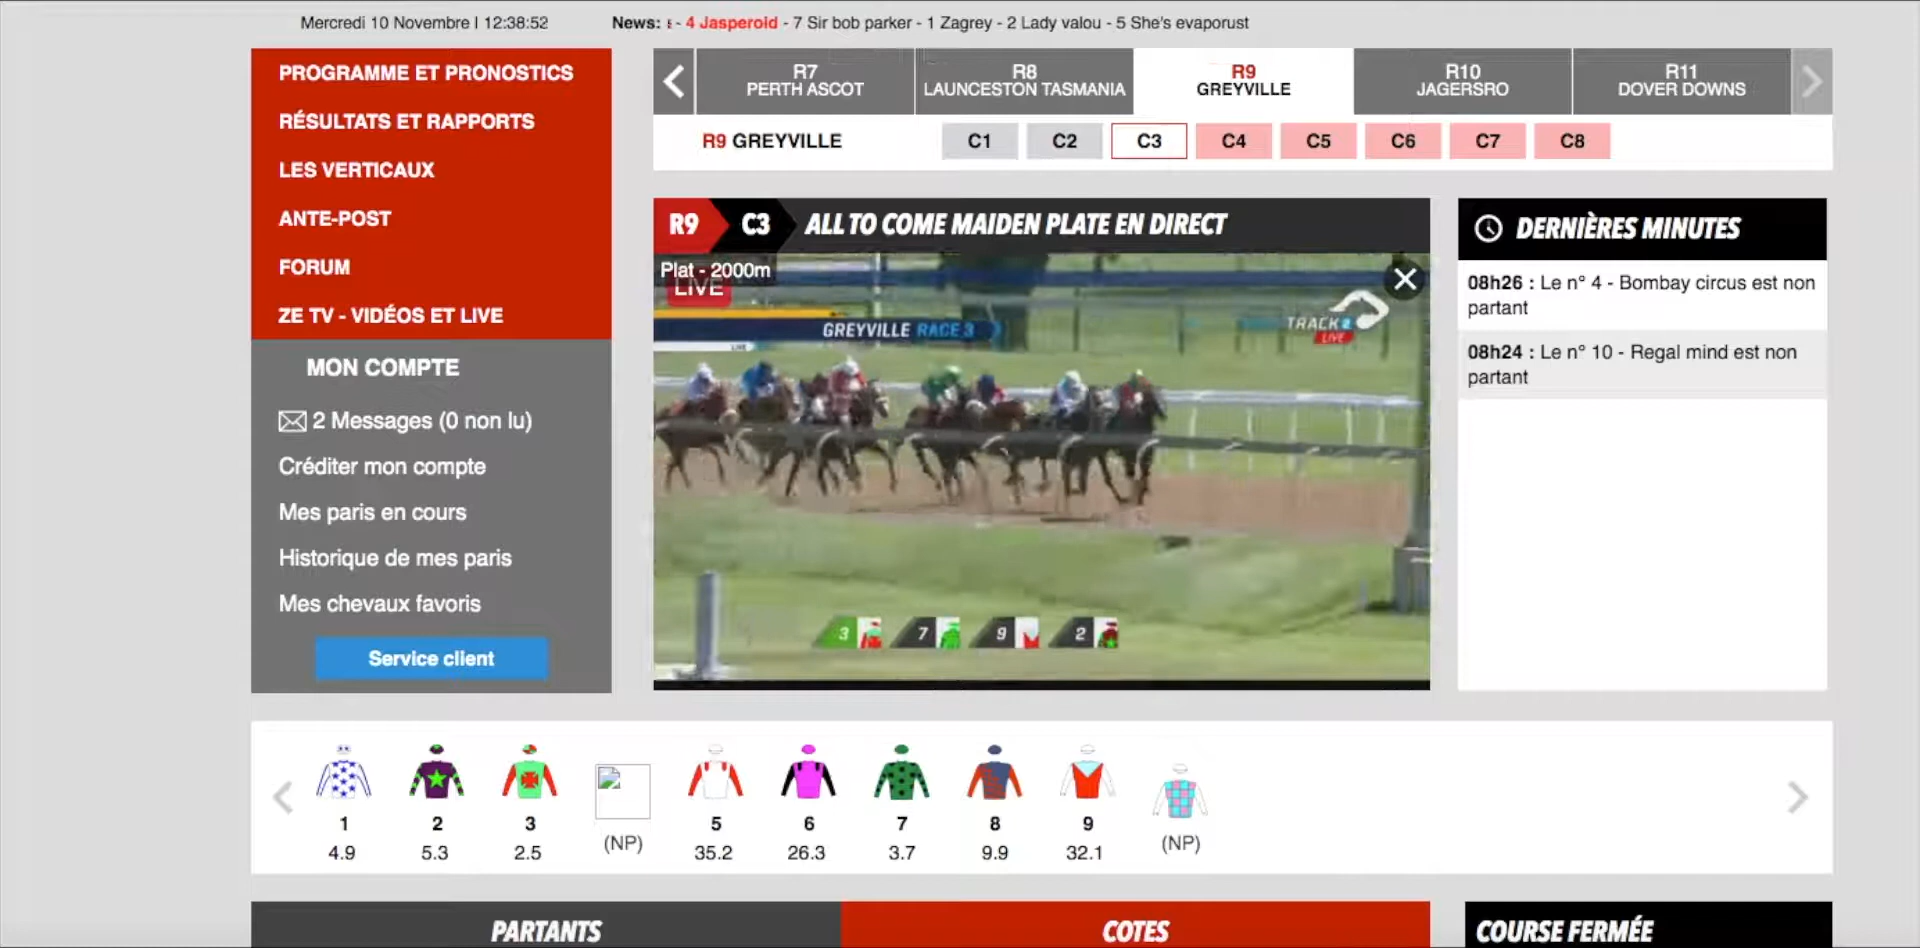 Mercredi 10 Novembre | 12:38:52
News: - 4 Jasperoid - 7 Sir bob parker - 1 Zagrey - 2 Lady valou - 5 She's evaporust
PROGRAMME ET PRONOSTICS
RÉSULTATS ET RAPPORTS
LES VERTICAUX
ANTE-POST
FORUM
ZE TV - VIDÉOS ET LIVE
MON COMPTE
2 Messages (0 non lu)
Créditer mon compte
Mes paris en cours
Historique de mes paris
Mes chevaux favoris
Service client
R7
PERTH ASCOT
R8
LAUNCESTON TASMANIA
R9
GREYVILLE
R10
JAGERSRO
R11
DOVER DOWNS
R9 GREYVILLE C1 C2 C3 C4 C5 C6 C7 C8
R9 C3 ALL TO COME MAIDEN PLATE EN DIRECT
Plat - 2000m
LIVE
GREYVILLE RACE 3
LIVE
TRACK 2
LIVE
3 7 9 2
DERNIÈRES MINUTES
08h26 : Le n° 4 - Bombay circus est non
partant
08h24 : Le n° 10 - Regal mind est non
partant
1 2 3 5 6 7 8 9
(NP) (NP)
4.9 5.3 2.5 35.2 26.3 3.7 9.9 32.1
PARTANTS COTES COURSE FERMÉE